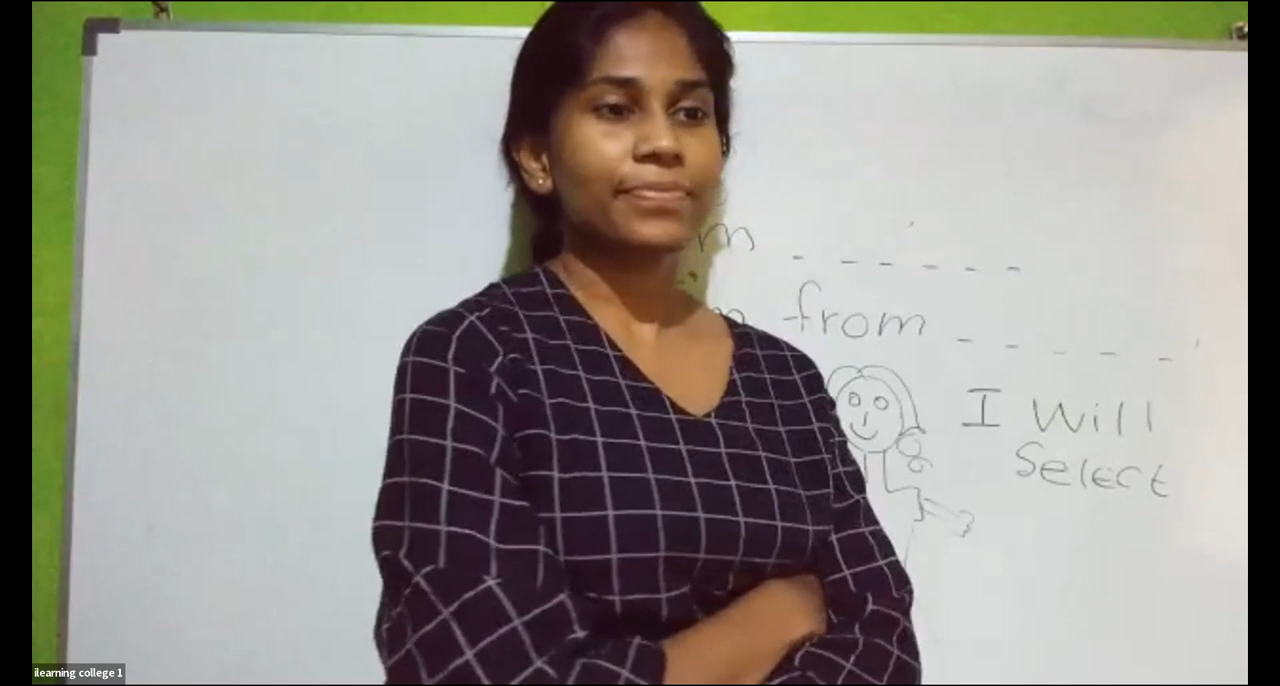 m _ _ _ _ _ _
from _ _ _ _ _
I Will
Select
ilearning college 1